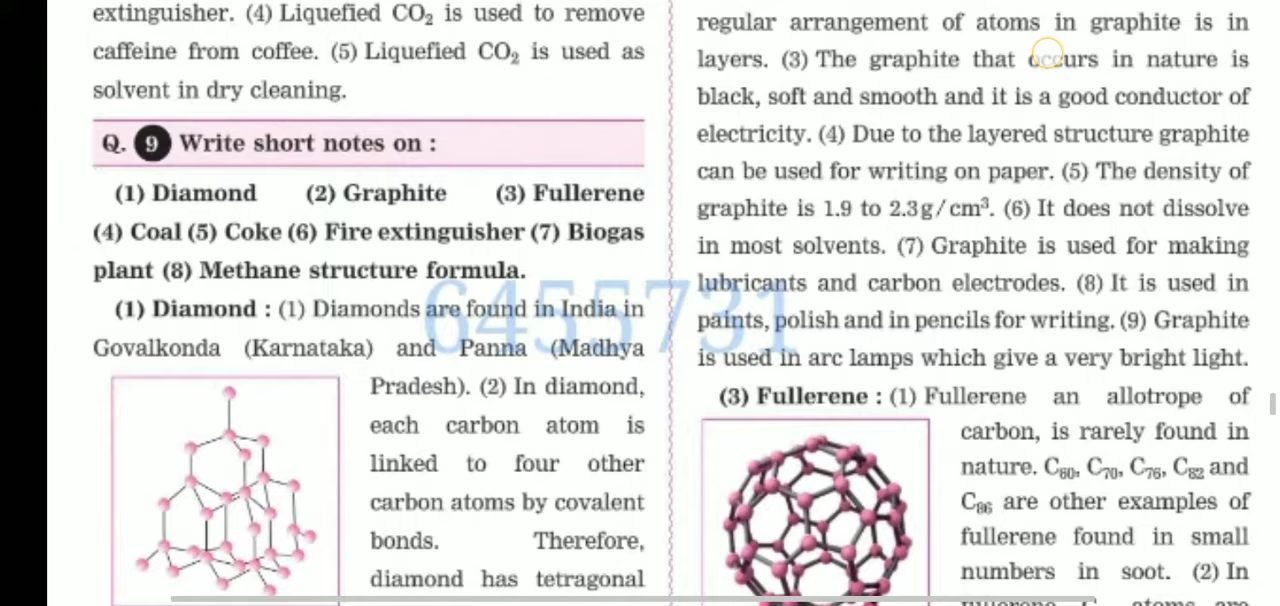 extinguisher. (4) Liquefied CO₂ is used to remove
caffeine from coffee. (5) Liquefied CO₂ is used as
solvent in dry cleaning.
Q. 9 Write short notes on :
(1) Diamond (2) Graphite (3) Fullerene
(4) Coal (5) Coke (6) Fire extinguisher (7) Biogas
plant (8) Methane structure formula.
(1) Diamond : (1) Diamonds are found in India in
Govalkonda (Karnataka) and Panna (Madhya
Pradesh). (2) In diamond,
each carbon atom is
linked to four other
carbon atoms by covalent
bonds. Therefore,
diamond has tetragonal
regular arrangement of atoms in graphite is in
layers. (3) The graphite that occurs in nature is
black, soft and smooth and it is a good conductor of
electricity. (4) Due to the layered structure graphite
can be used for writing on paper. (5) The density of
graphite is 1.9 to 2.3g/cm³. (6) It does not dissolve
in most solvents. (7) Graphite is used for making
lubricants and carbon electrodes. (8) It is used in
paints, polish and in pencils for writing. (9) Graphite
is used in arc lamps which give a very bright light.
(3) Fullerene : (1) Fullerene an allotrope of
carbon, is rarely found in
nature. C₆₀, C₇₀, C₇₆, C₈₂ and
C₈₆ are other examples of
fullerene found in small
numbers in soot. (2) In
6455731